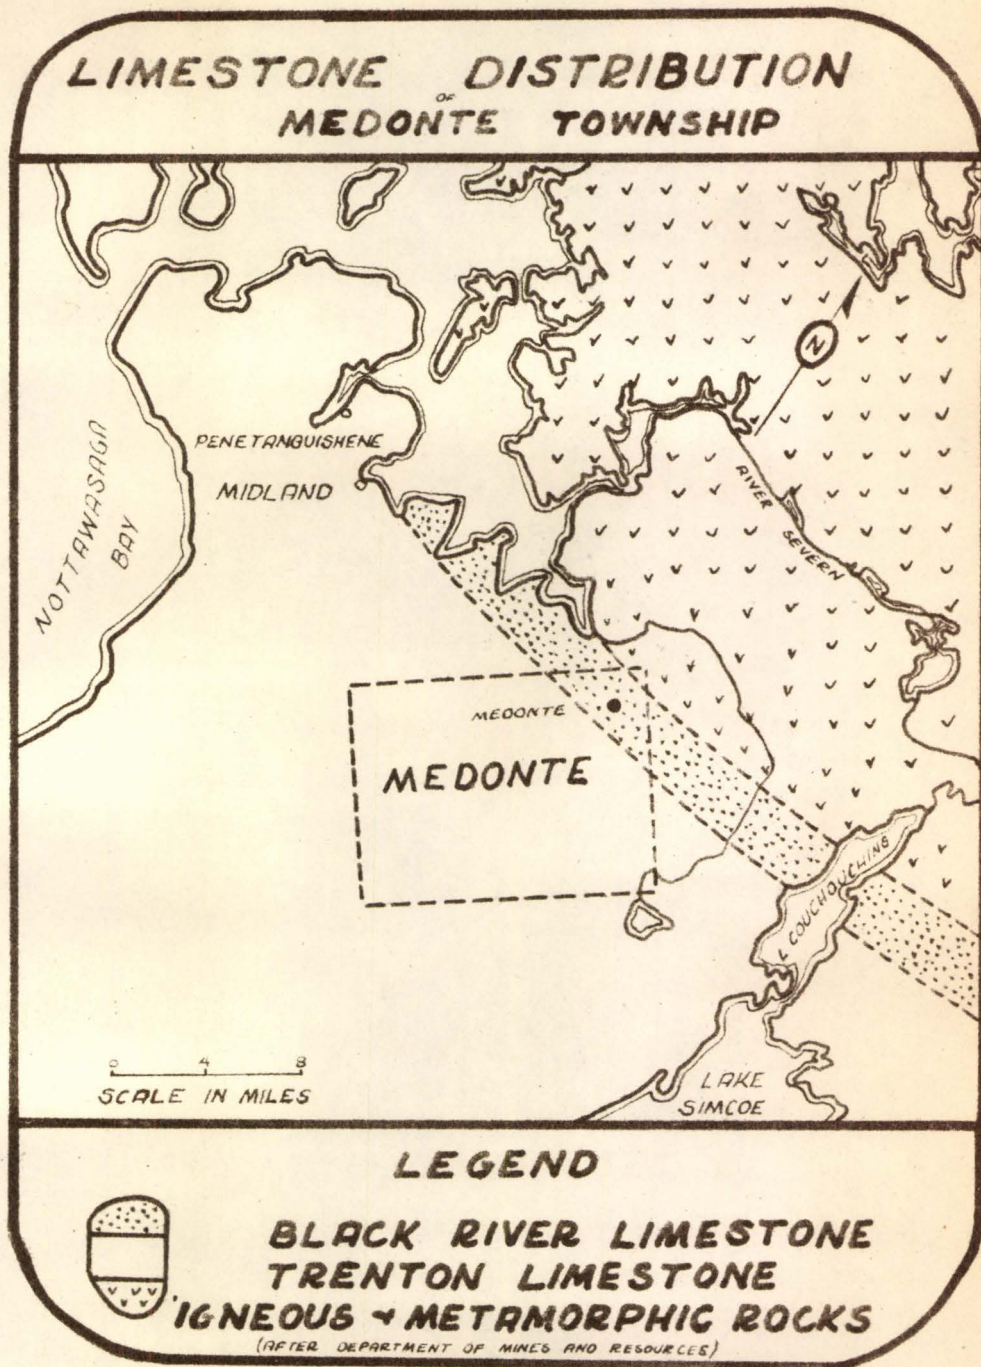 LIMESTONE DISTRIBUTION
OF
MEDONTE TOWNSHIP
N
PENETANGUISHENE
MIDLAND
NOTTAWASAGA
BAY
RIVER
SEVERN
MEDONTE
MEDONTE
L COUCHOUCHING
0 4 8
SCALE IN MILES
LAKE
SIMCOE
LEGEND
BLACK RIVER LIMESTONE
TRENTON LIMESTONE
IGNEOUS & METAMORPHIC ROCKS
(AFTER DEPARTMENT OF MINES AND RESOURCES)